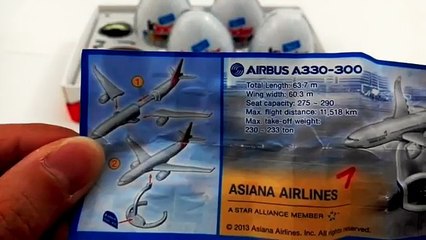 AIRBUS A330-300
Total Length: 63.7 m
Wing width: 60.3 m
Seat capacity: 275 ~ 290
Max. flight distance: 11,518 km
Max. take-off weight:
230 - 233 ton
1
2
ASIANA AIRLINES
A STAR ALLIANCE MEMBER
© 2013 Asiana Airlines, Inc. All rights reserved.